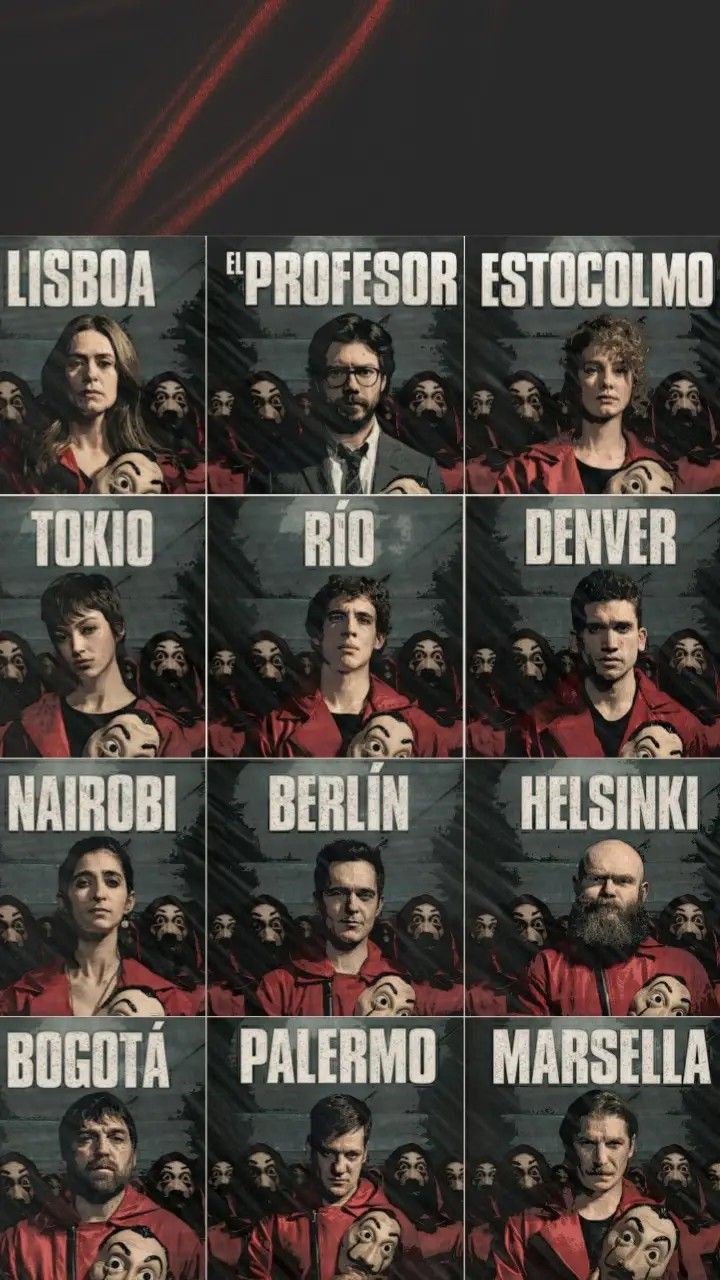 LISBOA
EL PROFESOR
ESTOCOLMO
TOKIO
RÍO
DENVER
NAIROBI
BERLÍN
HELSINKI
BOGOTÁ
PALERMO
MARSELLA